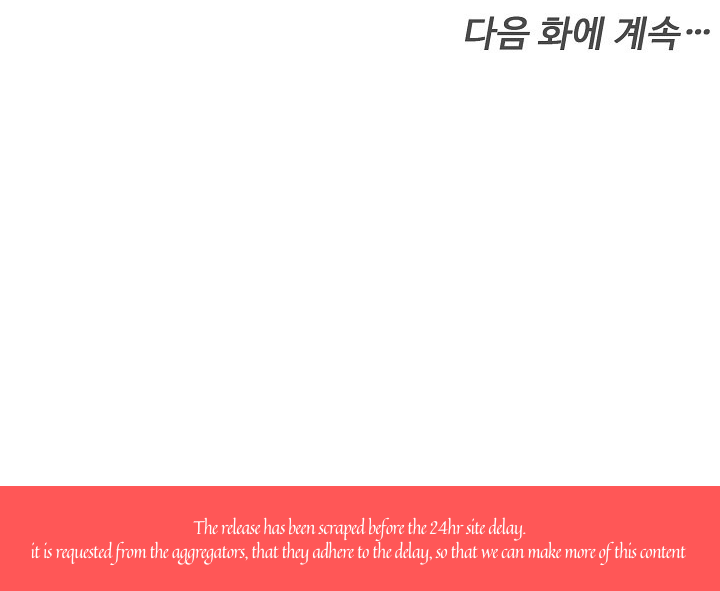 다음 화에 계속…
The release has been scraped before the 24hr site delay.
it is requested from the aggregators, that they adhere to the delay, so that we can make more of this content